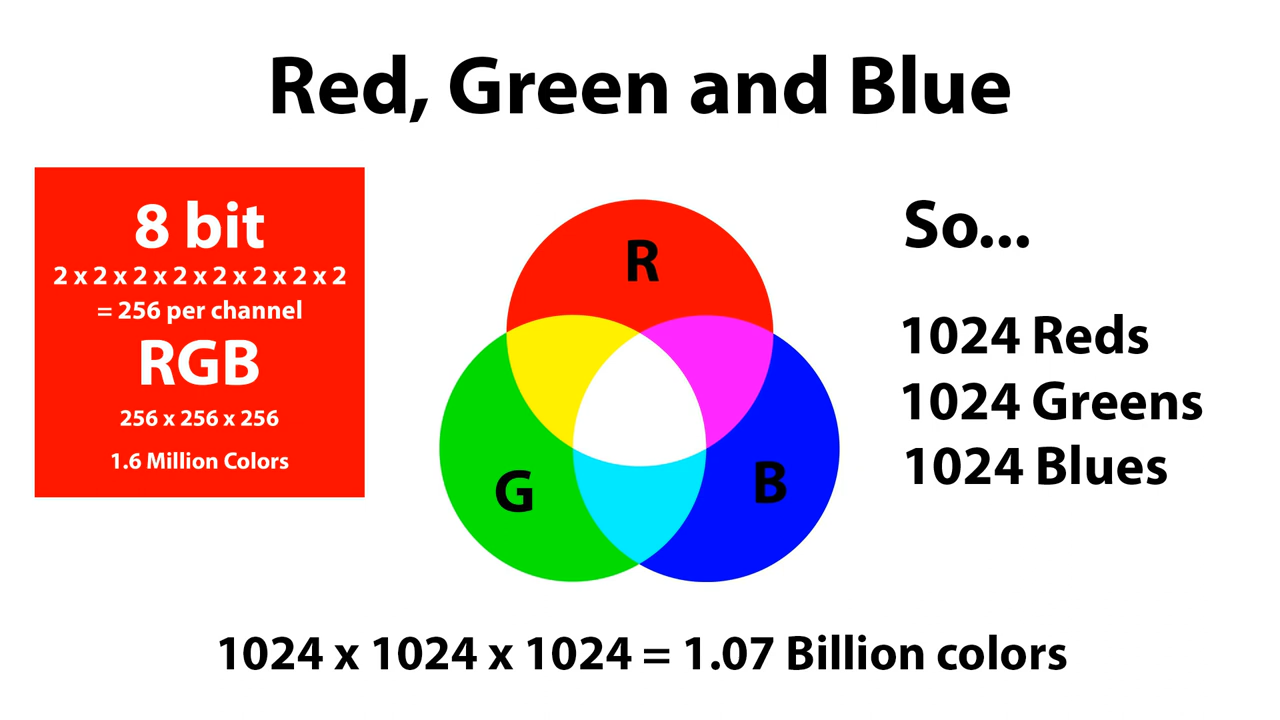 Red, Green and Blue
8 bit
2 x 2 x 2 x 2 x 2 x 2 x 2 x 2
= 256 per channel
RGB
256 x 256 x 256
1.6 Million Colors
R
G
B
So...
1024 Reds
1024 Greens
1024 Blues
1024 x 1024 x 1024 = 1.07 Billion colors